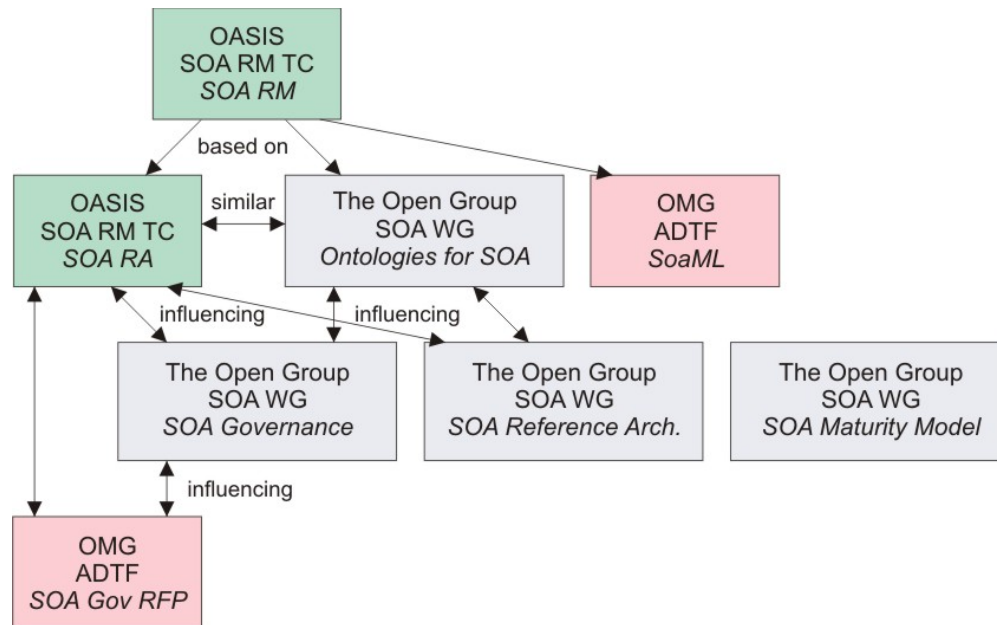 OASIS
SOA RM TC
SOA RM
based on
OASIS
SOA RM TC
SOA RA
similar
The Open Group
SOA WG
Ontologies for SOA
OMG
ADTF
SoaML
influencing
influencing
The Open Group
SOA WG
SOA Governance
The Open Group
SOA WG
SOA Reference Arch.
The Open Group
SOA WG
SOA Maturity Model
influencing
OMG
ADTF
SOA Gov RFP